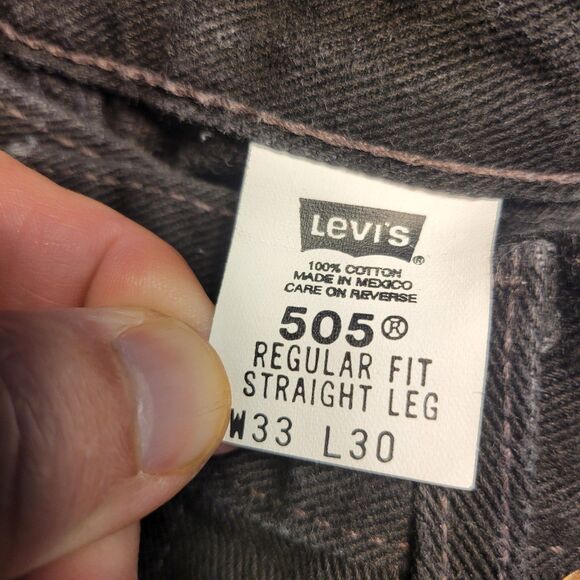 Levi's®
100% COTTON
MADE IN MEXICO
CARE ON REVERSE
505®
REGULAR FIT
STRAIGHT LEG
W33 L30